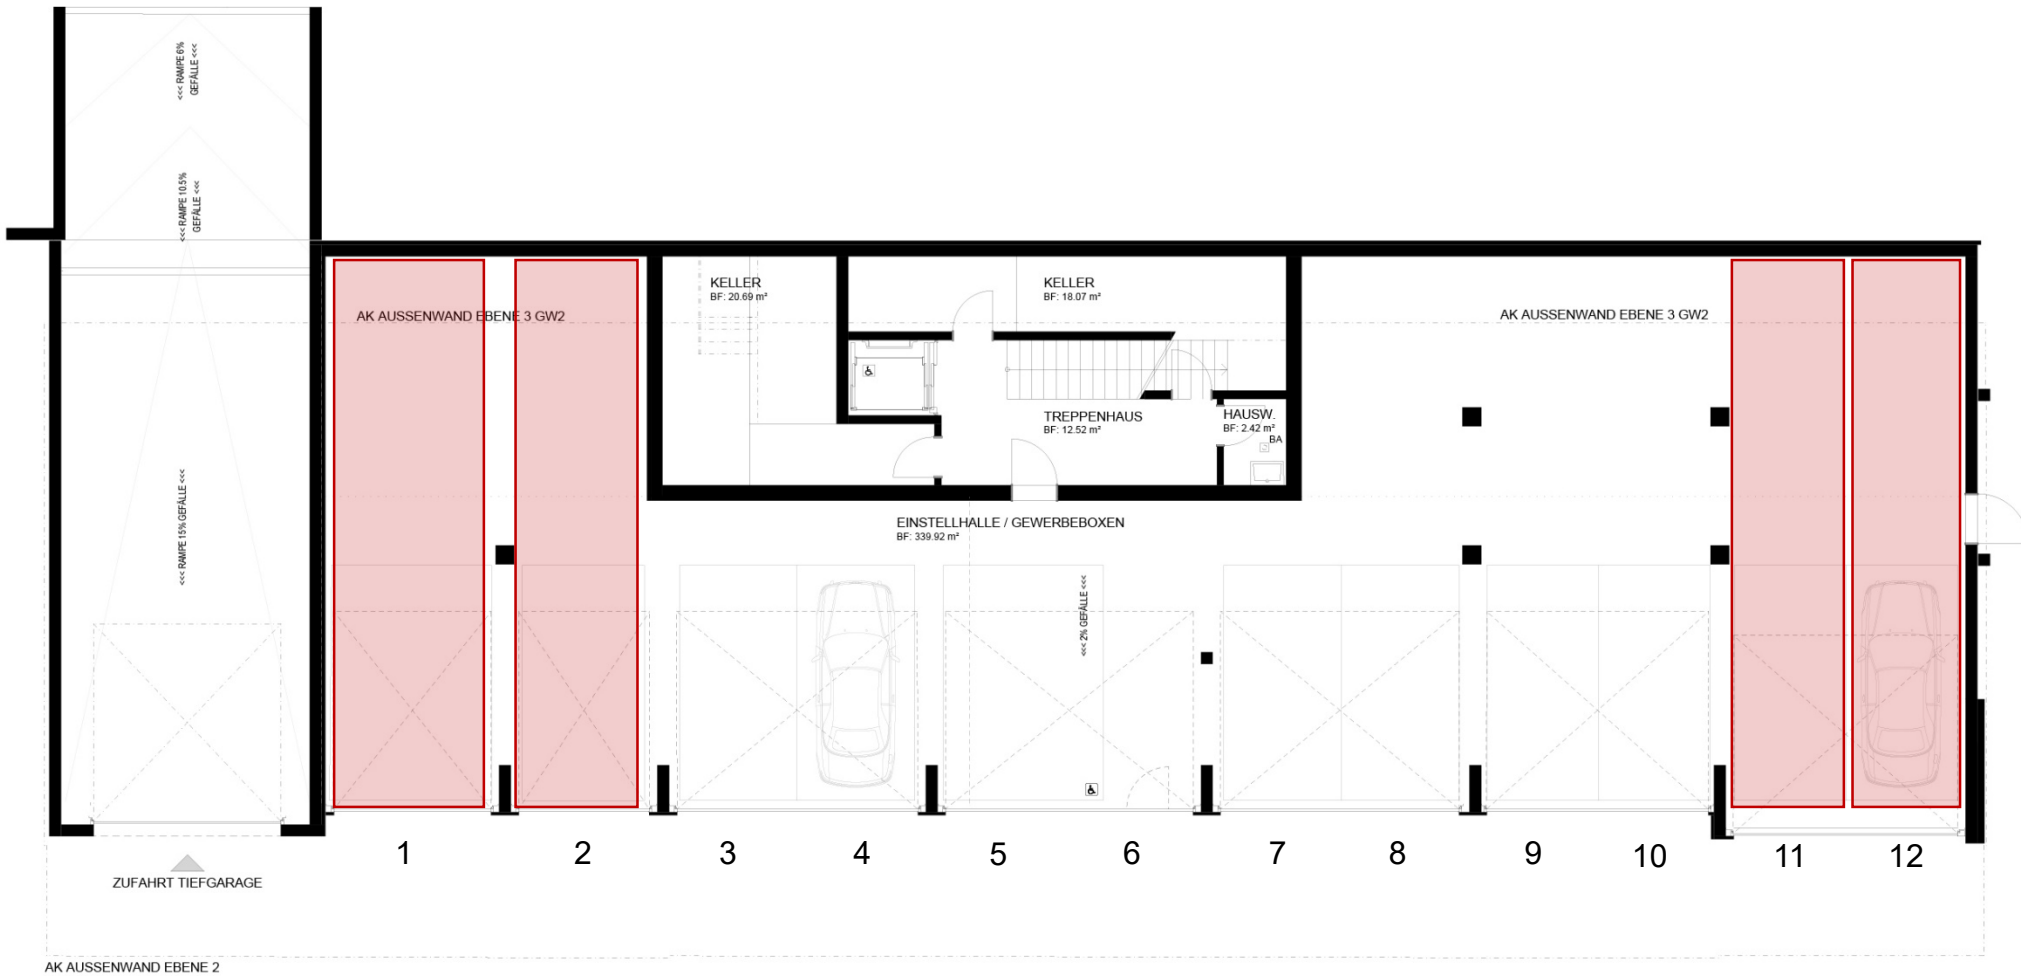 <<< RAMPE 6%
GEFÄLLE <<<
<<< RAMPE 10.5%
GEFÄLLE <<<
<<< RAMPE 15% GEFÄLLE <<<
KELLER
BF: 20.69 m²
KELLER
BF: 18.07 m²
AK AUSSENWAND EBENE 3 GW2
AK AUSSENWAND EBENE 3 GW2
TREPPENHAUS
BF: 12.52 m²
HAUSW.
BF: 2.42 m²
BA
EINSTELLHALLE / GEWERBEBOXEN
BF: 339.92 m²
<<< 2% GEFÄLLE <<<
1 2 3 4 5 6 7 8 9 10 11 12
ZUFAHRT TIEFGARAGE
AK AUSSENWAND EBENE 2